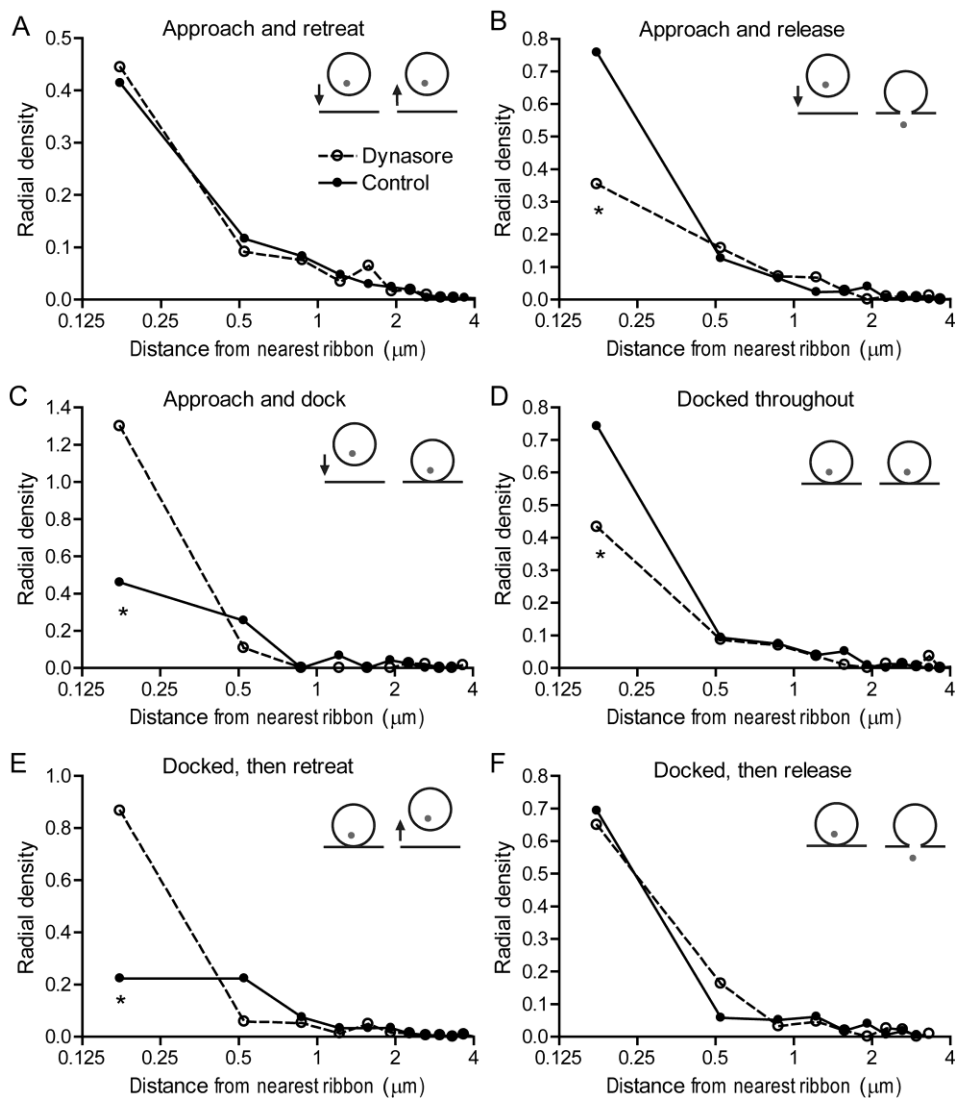 A
Approach and retreat
0.5
0.4
0.3
0.2
0.1
0.0
Radial density
Dynasore
Control
0.125 0.25 0.5 1 2 4
Distance from nearest ribbon (μm)
B
Approach and release
0.8
0.7
0.6
0.5
0.4
0.3
0.2
0.1
0.0
Radial density
*
0.125 0.25 0.5 1 2 4
Distance from nearest ribbon (μm)
C
Approach and dock
1.4
1.2
1.0
0.8
0.6
0.4
0.2
0.0
Radial density
*
0.125 0.25 0.5 1 2 4
Distance from nearest ribbon (μm)
D
Docked throughout
0.8
0.7
0.6
0.5
0.4
0.3
0.2
0.1
0.0
Radial density
*
0.125 0.25 0.5 1 2 4
Distance from nearest ribbon (μm)
E
Docked, then retreat
1.0
0.8
0.6
0.4
0.2
0.0
Radial density
*
0.125 0.25 0.5 1 2 4
Distance from nearest ribbon (μm)
F
Docked, then release
0.8
0.7
0.6
0.5
0.4
0.3
0.2
0.1
0.0
Radial density
0.125 0.25 0.5 1 2 4
Distance from nearest ribbon (μm)